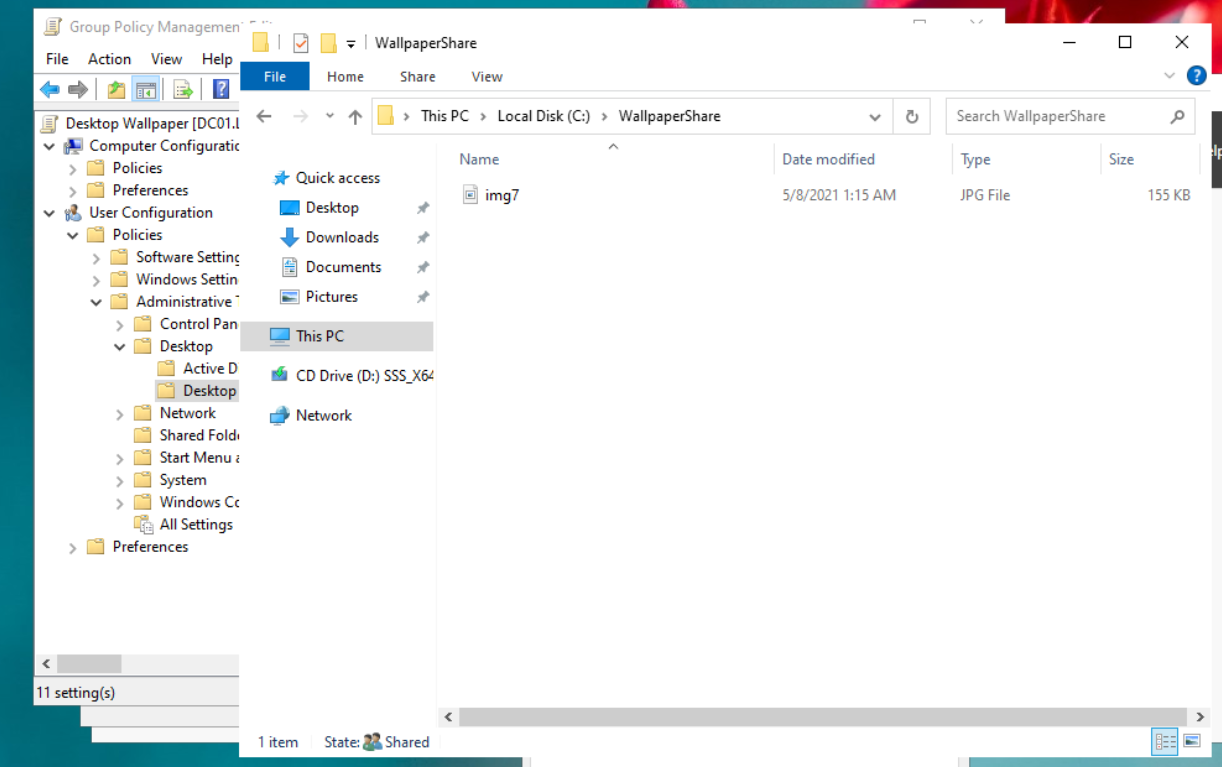 Group Policy Management Edit
File Action View Help
Desktop Wallpaper [DC01.L
Computer Configuratio
Policies
Preferences
User Configuration
Policies
Software Setting
Windows Settin
Administrative T
Control Pan
Desktop
Active D
Desktop
Network
Shared Folde
Start Menu a
System
Windows Co
All Settings
Preferences
11 setting(s)
WallpaperShare
File Home Share View
This PC > Local Disk (C:) > WallpaperShare
Search WallpaperShare
Quick access
Desktop
Downloads
Documents
Pictures
This PC
CD Drive (D:) SSS_X64
Network
Name Date modified Type Size
img7 5/8/2021 1:15 AM JPG File 155 KB
1 item State: Shared
elp